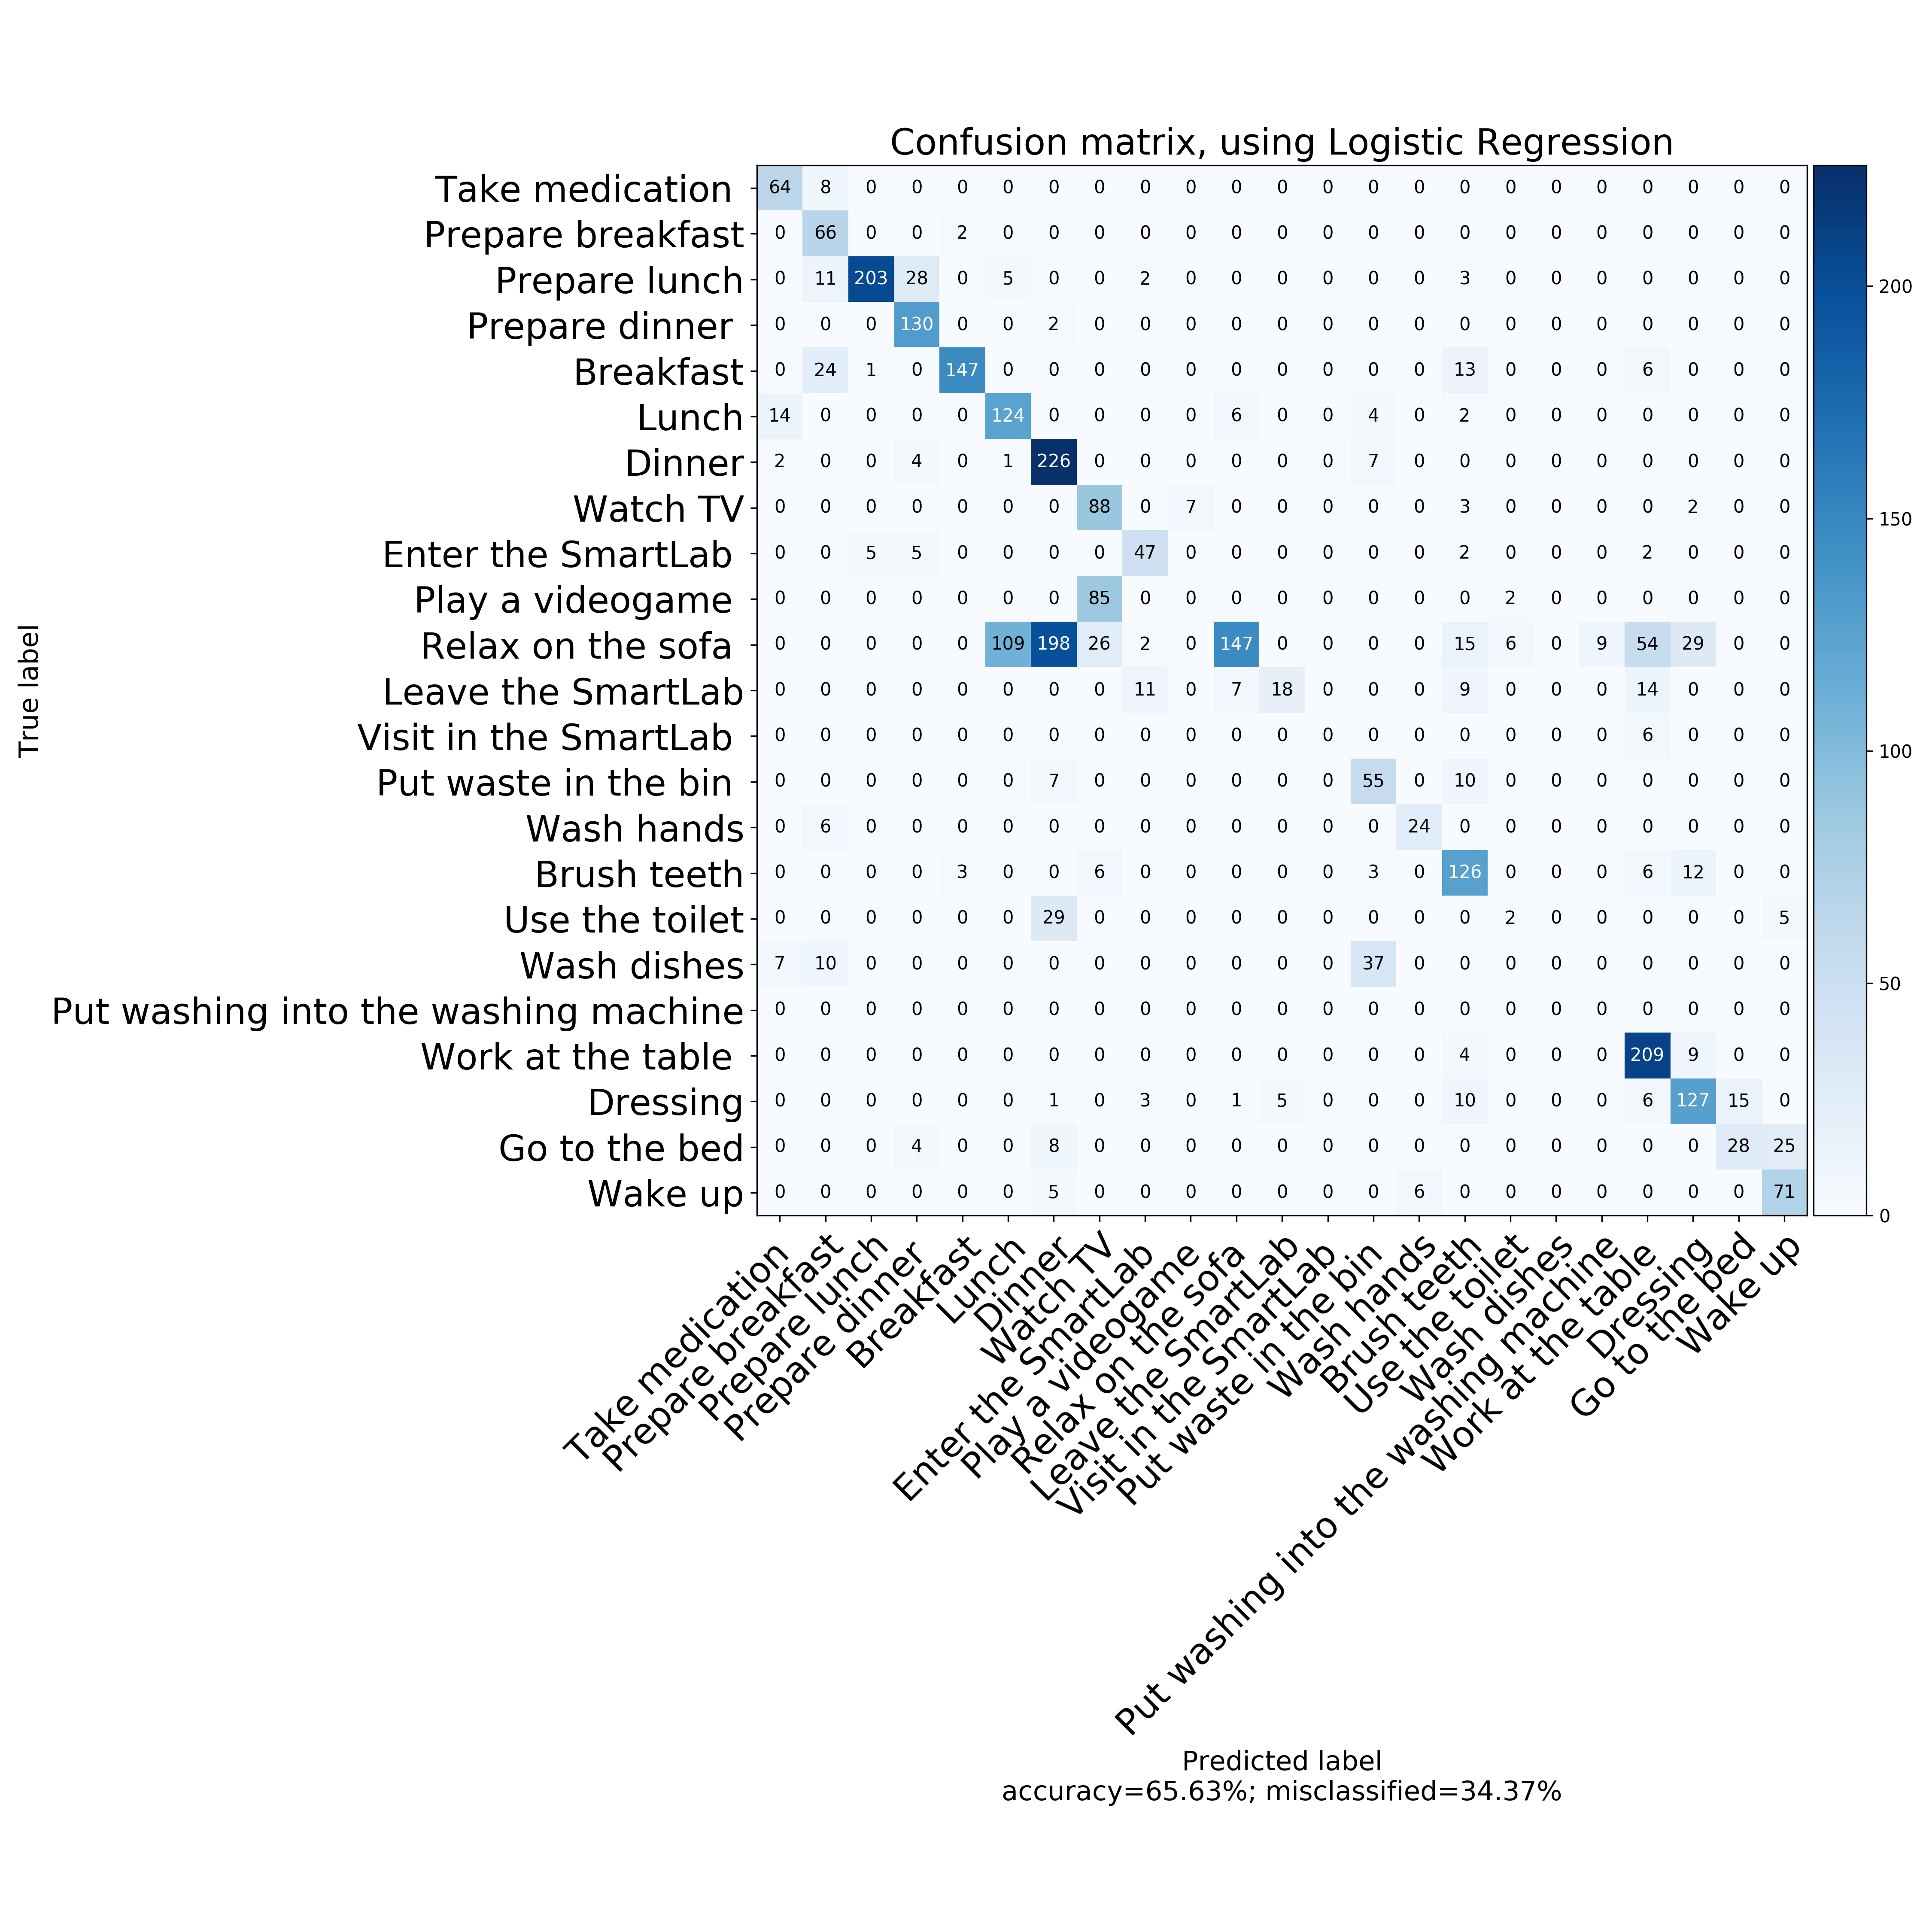 Confusion matrix, using Logistic Regression
True label
Take medication 64 8 0 0 0 0 0 0 0 0 0 0 0 0 0 0 0 0 0 0 0 0 0
Prepare breakfast 0 66 0 0 2 0 0 0 0 0 0 0 0 0 0 0 0 0 0 0 0 0 0
Prepare lunch 0 11 203 28 0 5 0 0 2 0 0 0 0 0 0 3 0 0 0 0 0 0 0
Prepare dinner 0 0 0 130 0 0 2 0 0 0 0 0 0 0 0 0 0 0 0 0 0 0 0
Breakfast 0 24 1 0 147 0 0 0 0 0 0 0 0 0 0 13 0 0 0 6 0 0 0
Lunch 14 0 0 0 0 124 0 0 0 0 6 0 0 4 0 2 0 0 0 0 0 0 0
Dinner 2 0 0 4 0 1 226 0 0 0 0 0 0 7 0 0 0 0 0 0 0 0 0
Watch TV 0 0 0 0 0 0 0 88 0 7 0 0 0 0 0 3 0 0 0 0 2 0 0
Enter the SmartLab 0 0 5 5 0 0 0 0 47 0 0 0 0 0 0 2 0 0 0 2 0 0 0
Play a videogame 0 0 0 0 0 0 0 85 0 0 0 0 0 0 0 0 2 0 0 0 0 0 0
Relax on the sofa 0 0 0 0 0 109 198 26 2 0 147 0 0 0 0 15 6 0 9 54 29 0 0
Leave the SmartLab 0 0 0 0 0 0 0 0 11 0 7 18 0 0 0 9 0 0 0 14 0 0 0
Visit in the SmartLab 0 0 0 0 0 0 0 0 0 0 0 0 0 0 0 0 0 0 0 6 0 0 0
Put waste in the bin 0 0 0 0 0 0 7 0 0 0 0 0 0 55 0 10 0 0 0 0 0 0 0
Wash hands 0 6 0 0 0 0 0 0 0 0 0 0 0 0 24 0 0 0 0 0 0 0 0
Brush teeth 0 0 0 0 3 0 0 6 0 0 0 0 0 3 0 126 0 0 0 6 12 0 0
Use the toilet 0 0 0 0 0 0 29 0 0 0 0 0 0 0 0 0 2 0 0 0 0 0 5
Wash dishes 7 10 0 0 0 0 0 0 0 0 0 0 0 37 0 0 0 0 0 0 0 0 0
Put washing into the washing machine 0 0 0 0 0 0 0 0 0 0 0 0 0 0 0 0 0 0 0 0 0 0 0
Work at the table 0 0 0 0 0 0 0 0 0 0 0 0 0 0 0 4 0 0 0 209 9 0 0
Dressing 0 0 0 0 0 0 1 0 3 0 1 5 0 0 0 10 0 0 0 6 127 15 0
Go to the bed 0 0 0 4 0 0 8 0 0 0 0 0 0 0 0 0 0 0 0 0 0 28 25
Wake up 0 0 0 0 0 0 5 0 0 0 0 0 0 0 6 0 0 0 0 0 0 0 71
200
150
100
50
0
Take medication
Prepare breakfast
Prepare lunch
Prepare dinner
Breakfast
Lunch
Dinner
Watch TV
Enter the SmartLab
Play a videogame
Relax on the sofa
Leave the SmartLab
Visit in the SmartLab
Put waste in the bin
Wash hands
Brush teeth
Use the toilet
Wash dishes
Put washing into the washing machine
Work at the table
Dressing
Go to the bed
Wake up
Predicted label
accuracy=65.63%; misclassified=34.37%